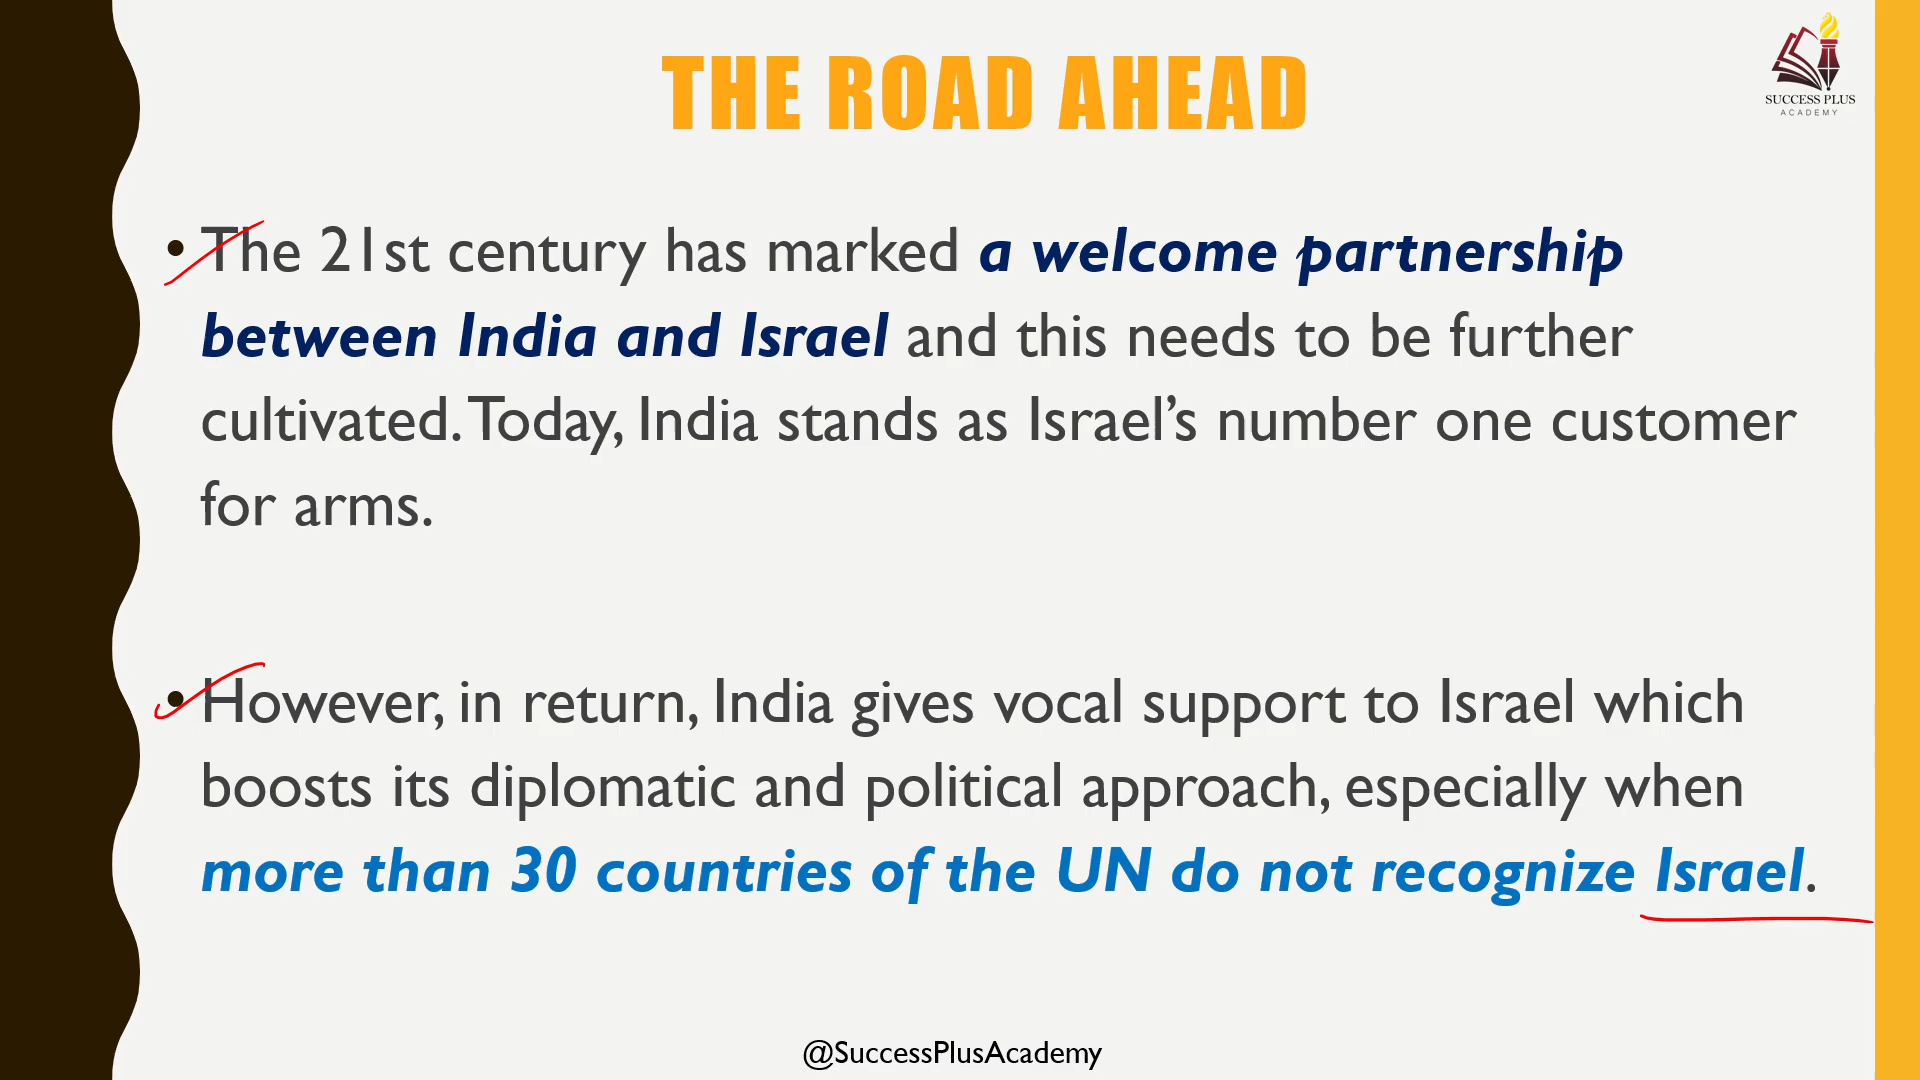 THE ROAD AHEAD
SUCCESS PLUS
ACADEMY
• The 21st century has marked a welcome partnership
between India and Israel and this needs to be further
cultivated. Today, India stands as Israel’s number one customer
for arms.
• However, in return, India gives vocal support to Israel which
boosts its diplomatic and political approach, especially when
more than 30 countries of the UN do not recognize Israel.
@SuccessPlusAcademy